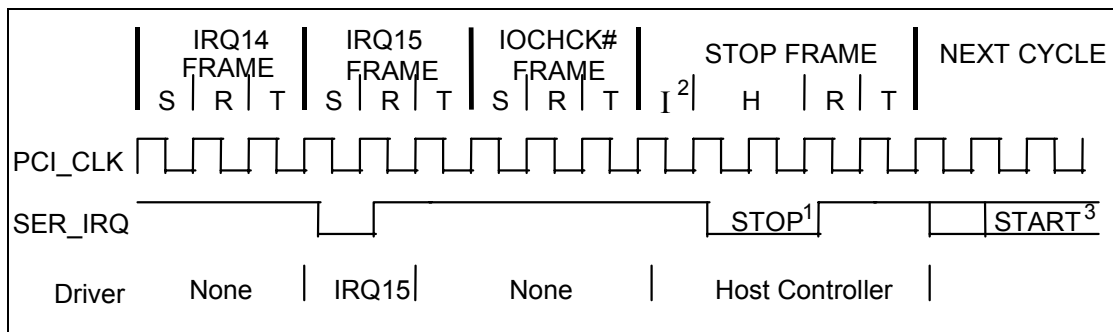 IRQ14 FRAME
IRQ15 FRAME
IOCHCK# FRAME
STOP FRAME
NEXT CYCLE
S R T S R T S R T I² H R T
PCI_CLK
SER_IRQ STOP¹ START³
Driver None IRQ15 None Host Controller